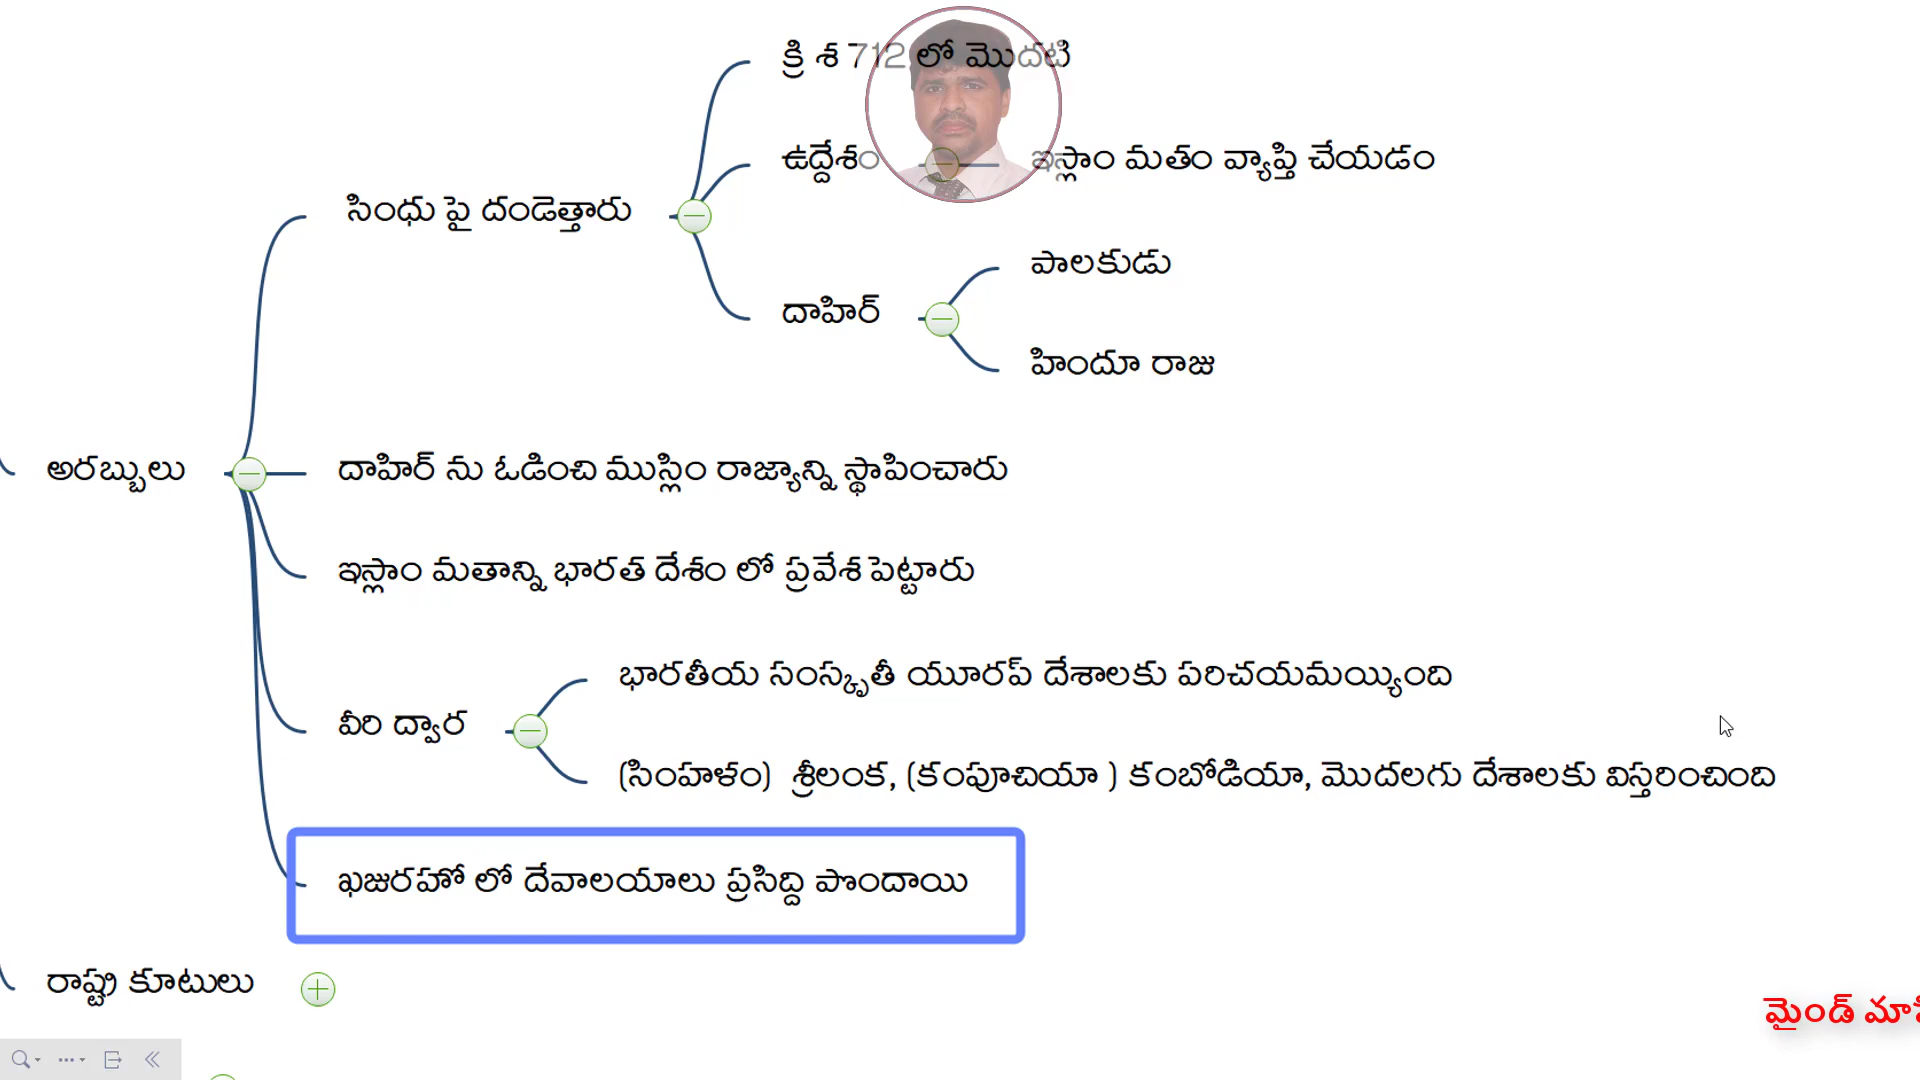 క్రి శ 712 లో మొదటి
ఉద్దేశం
ఇస్లాం మతం వ్యాప్తి చేయడం
సింధు పై దండెత్తారు
పాలకుడు
దాహిర్
హిందూ రాజు
అరబ్బులు
దాహిర్ ను ఓడించి ముస్లిం రాజ్యాన్ని స్థాపించారు
ఇస్లాం మతాన్ని భారత దేశం లో ప్రవేశ పెట్టారు
భారతీయ సంస్కృతీ యూరప్ దేశాలకు పరిచయమయ్యింది
వీరి ద్వార
(సింహళం) శ్రీలంక, (కంపూచియా ) కంబోడియా, మొదలగు దేశాలకు విస్తరించింది
ఖజురహో లో దేవాలయాలు ప్రసిద్ది పొందాయి
రాష్ట్ర కూటులు
మైండ్